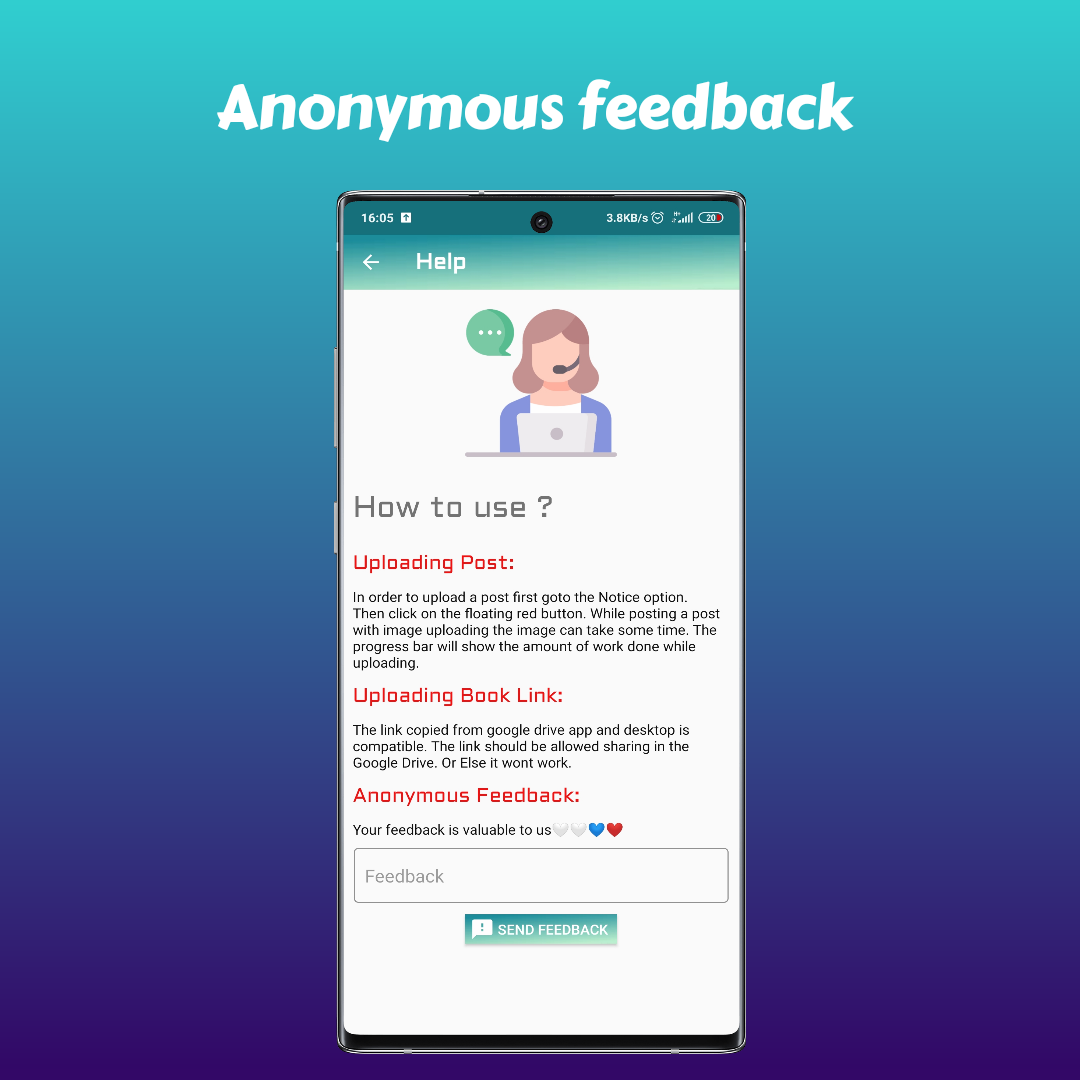 Anonymous feedback
16:05
3.8KB/s
H+
20
Help
How to use ?
Uploading Post:
In order to upload a post first goto the Notice option.
Then click on the floating red button. While posting a post
with image uploading the image can take some time. The
progress bar will show the amount of work done while
uploading.
Uploading Book Link:
The link copied from google drive app and desktop is
compatible. The link should be allowed sharing in the
Google Drive. Or Else it wont work.
Anonymous Feedback:
Your feedback is valuable to us🤍🤍💙❤️
Feedback
SEND FEEDBACK